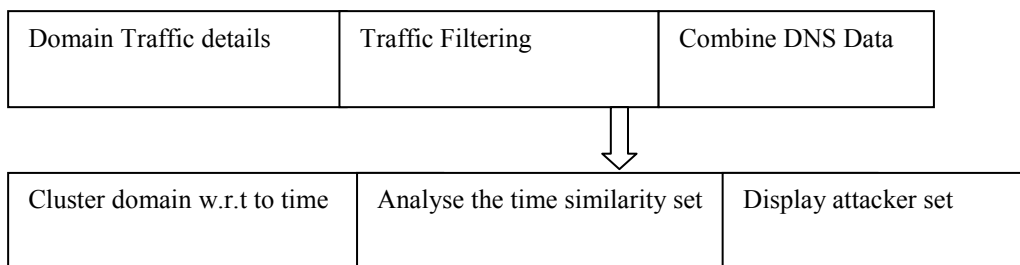 Domain Traffic details
Traffic Filtering
Combine DNS Data
Cluster domain w.r.t to time
Analyse the time similarity set
Display attacker set